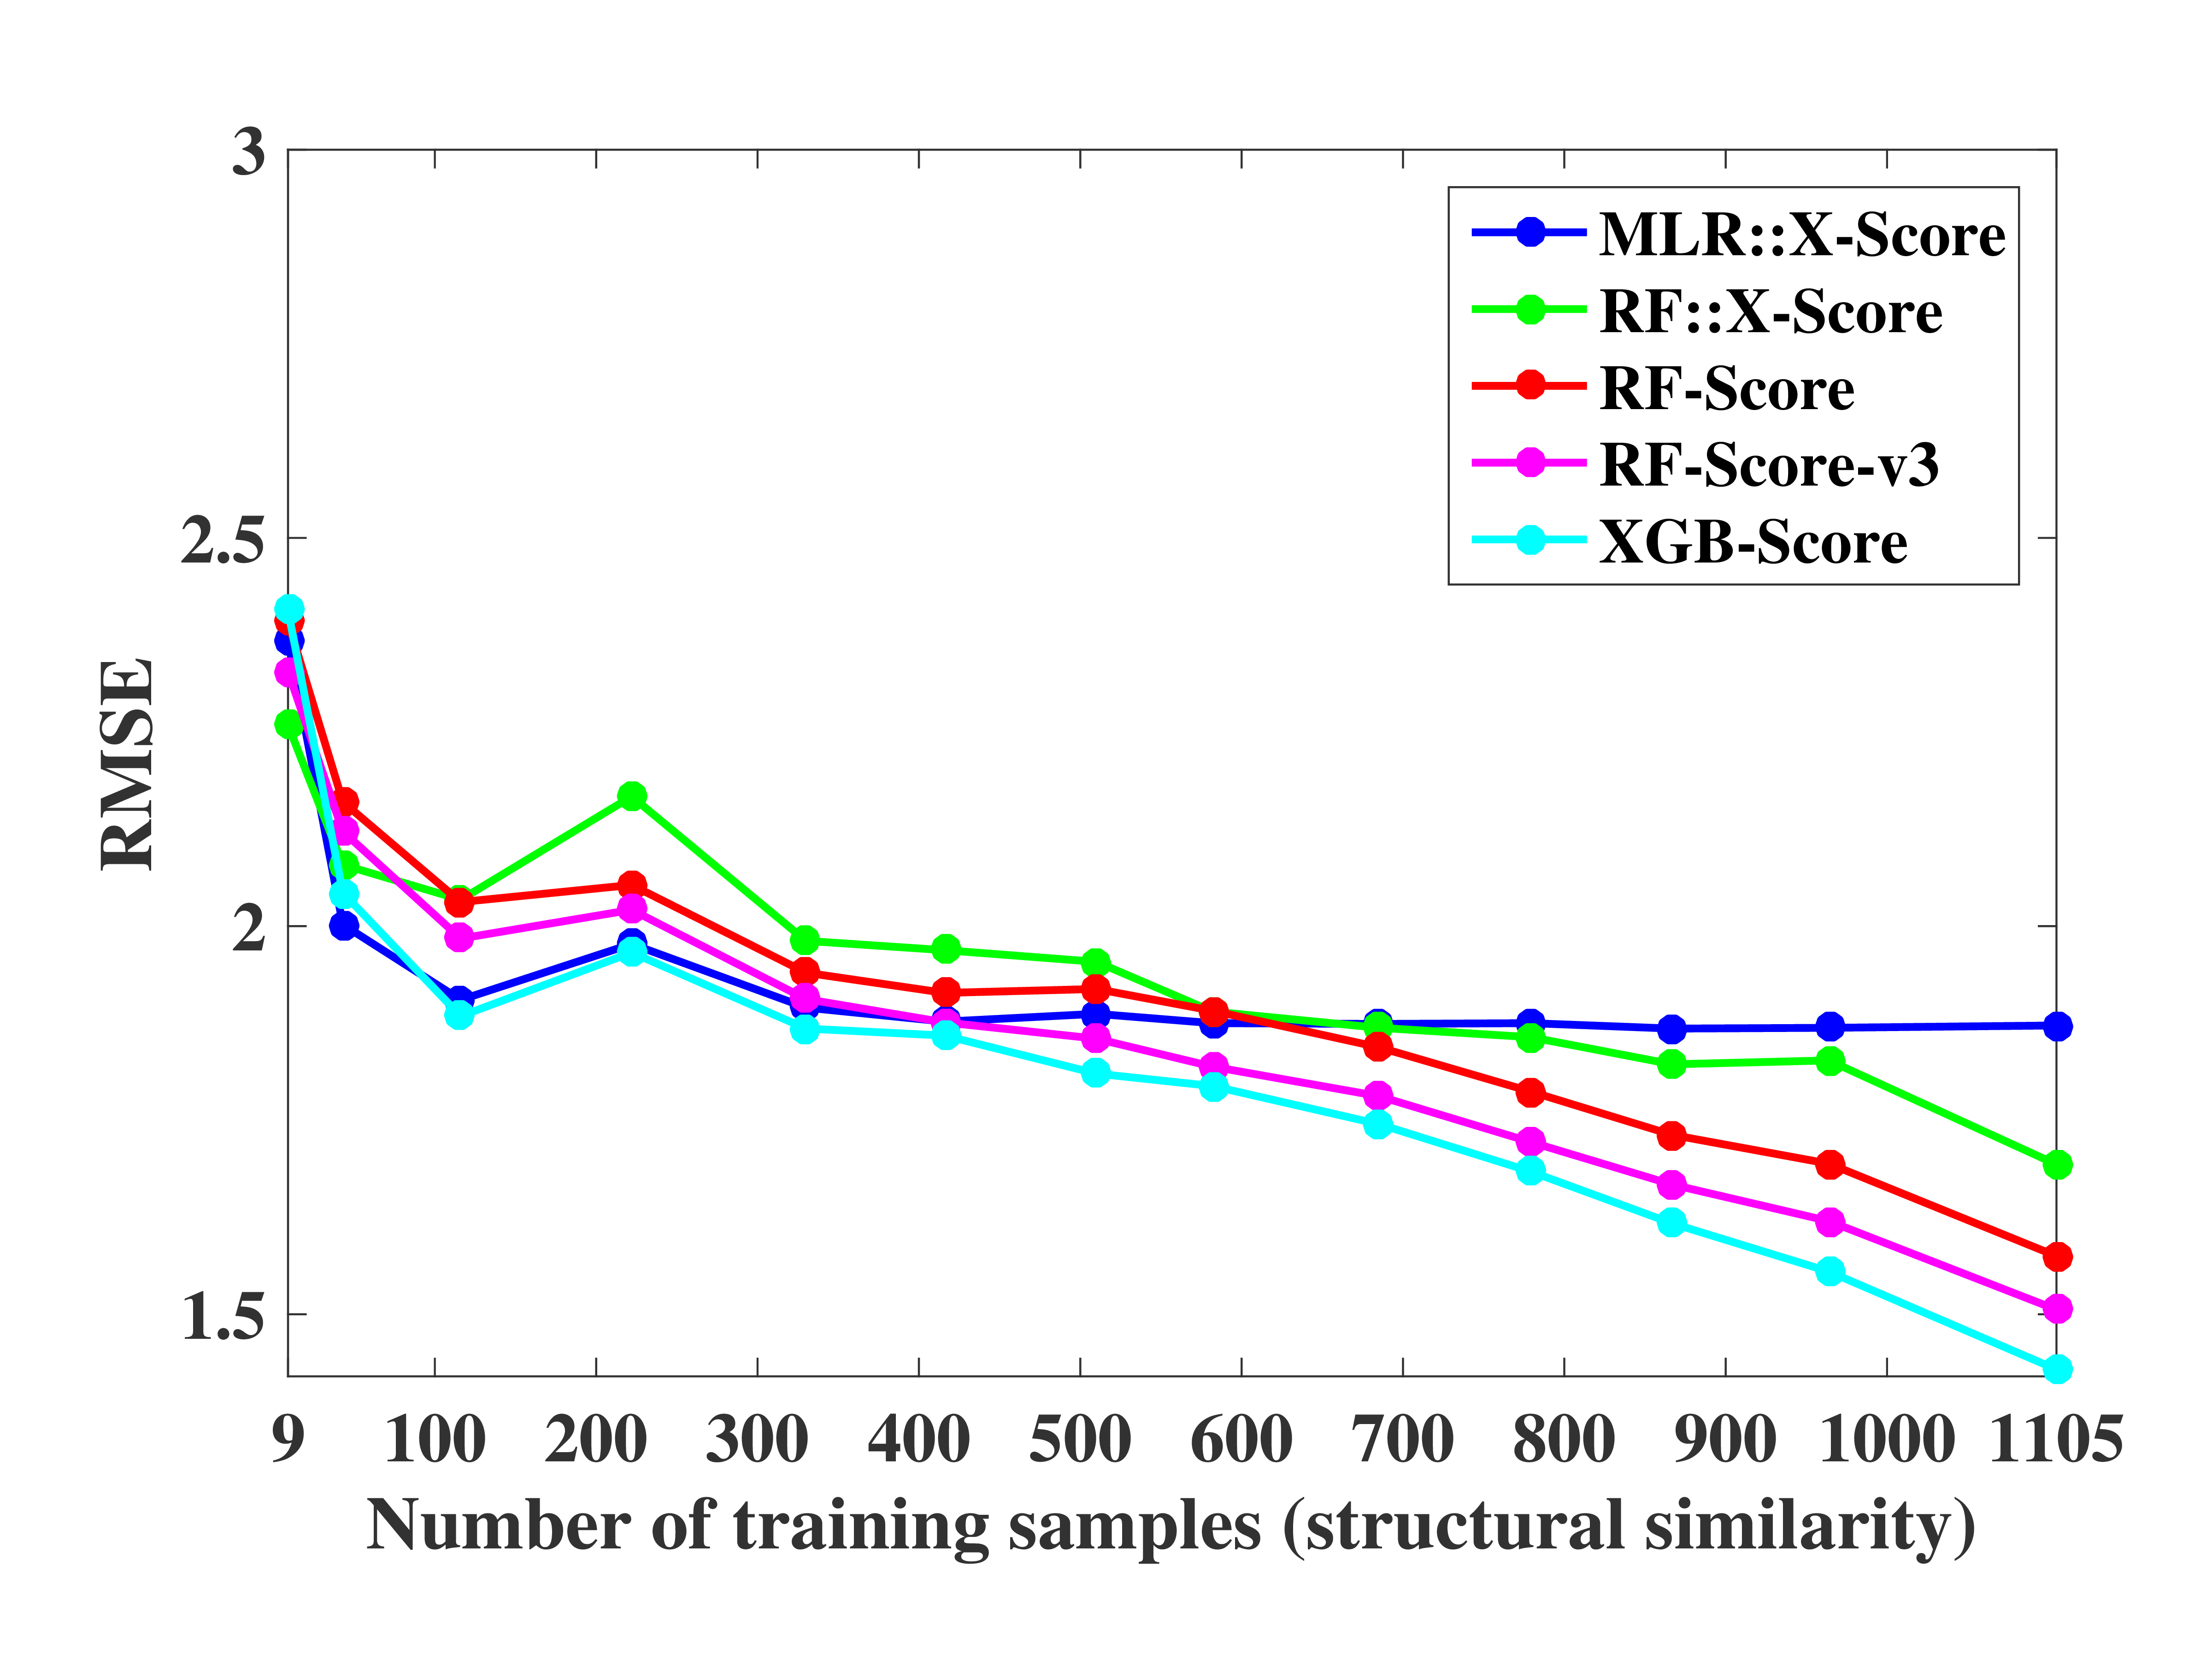 3
2.5
2
1.5
RMSE
MLR::X-Score
RF::X-Score
RF-Score
RF-Score-v3
XGB-Score
9 100 200 300 400 500 600 700 800 900 1000 1105
Number of training samples (structural similarity)